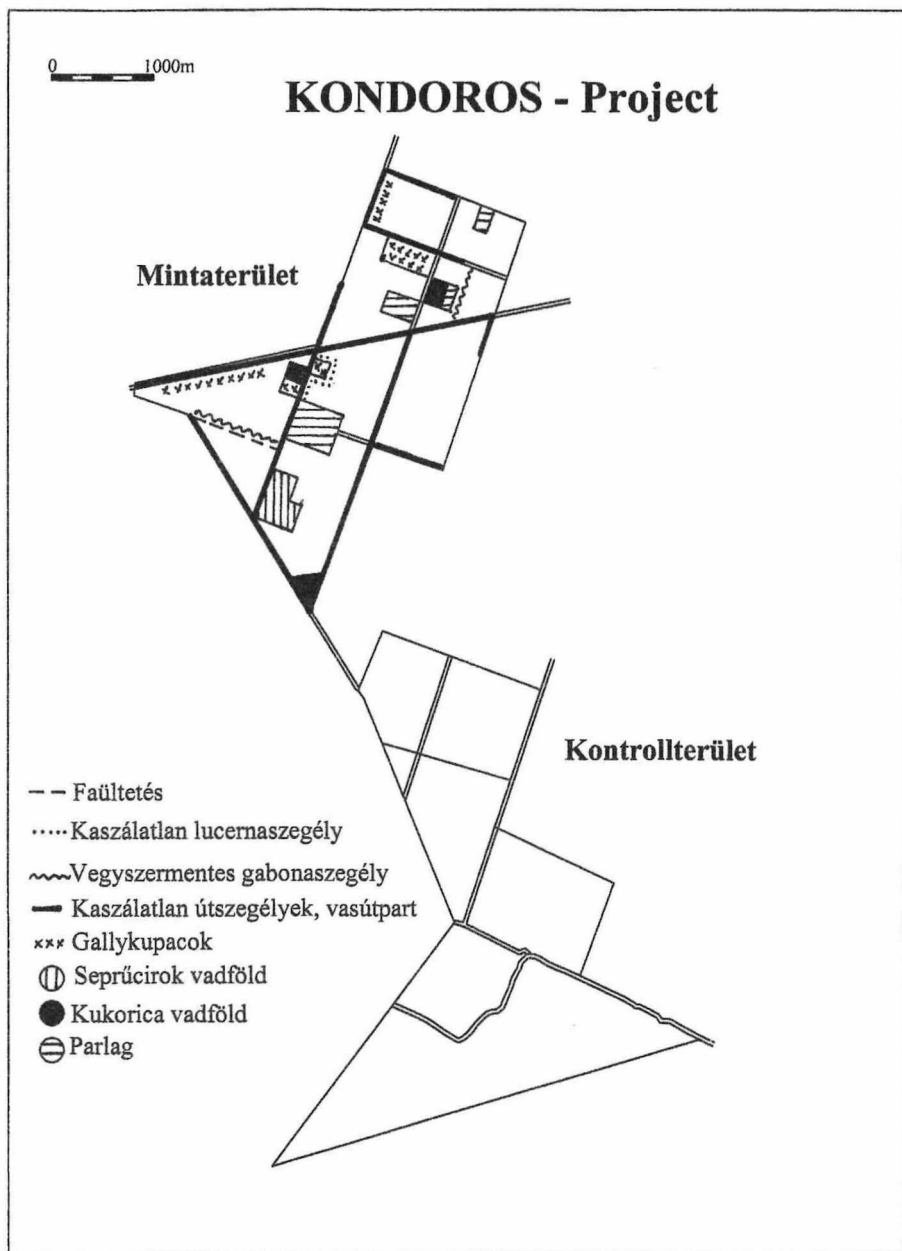 0 1000m
KONDOROS - Project
Mintaterület
Kontrollterület
Faültetés
Kaszálatlan lucernaszegély
Vegyszermentes gabonaszegély
Kaszálatlan útszegélyek, vasútpart
Gallykupacok
Seprűcirok vadföld
Kukorica vadföld
Parlag